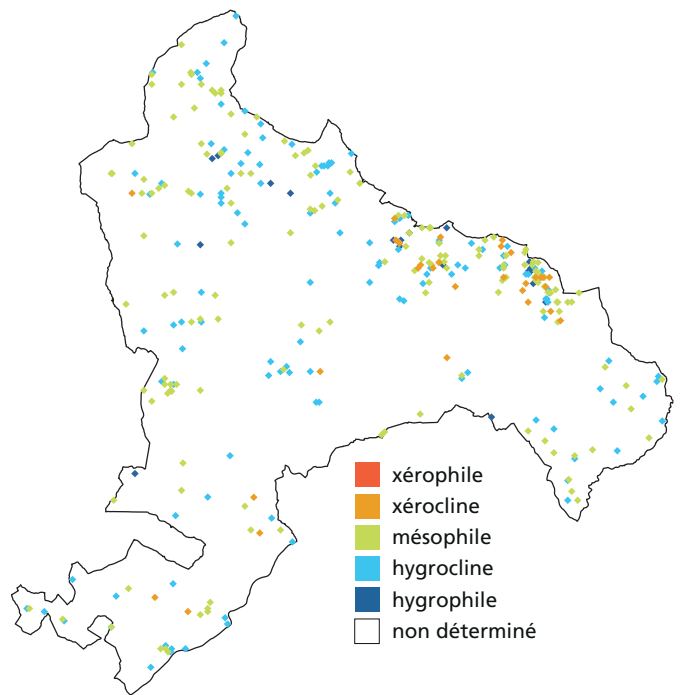 xérophile
xérocline
mésophile
hygrocline
hygrophile
non déterminé